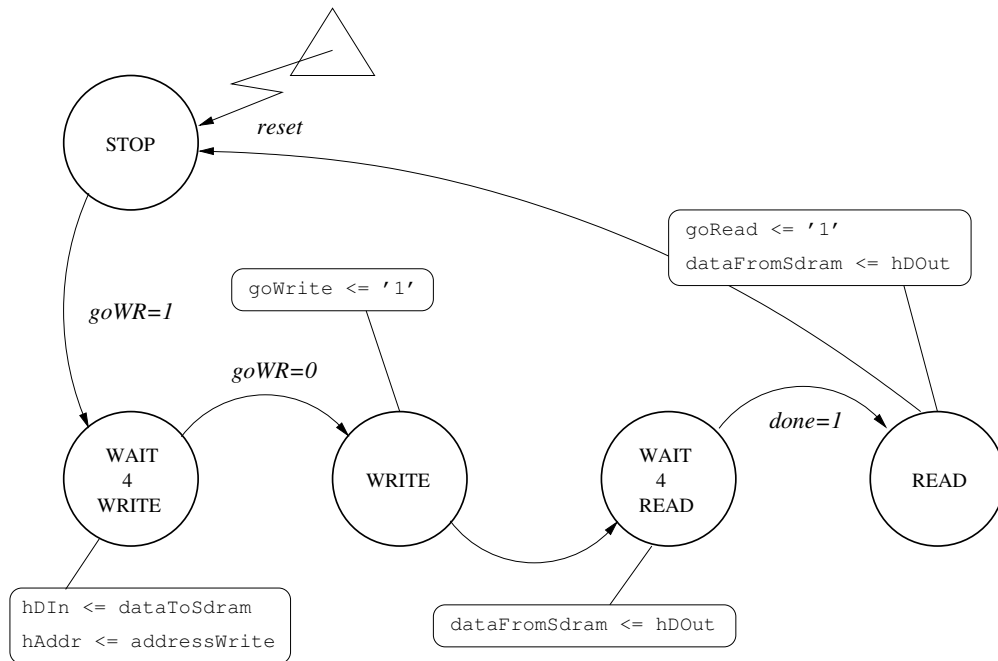 reset
STOP
goRead <= ’1’
dataFromSdram <= hDOut
goWrite <= ’1’
goWR=1
goWR=0
done=1
WAIT
4
WRITE
WRITE
WAIT
4
READ
READ
hDIn <= dataToSdram
hAddr <= addressWrite
dataFromSdram <= hDOut